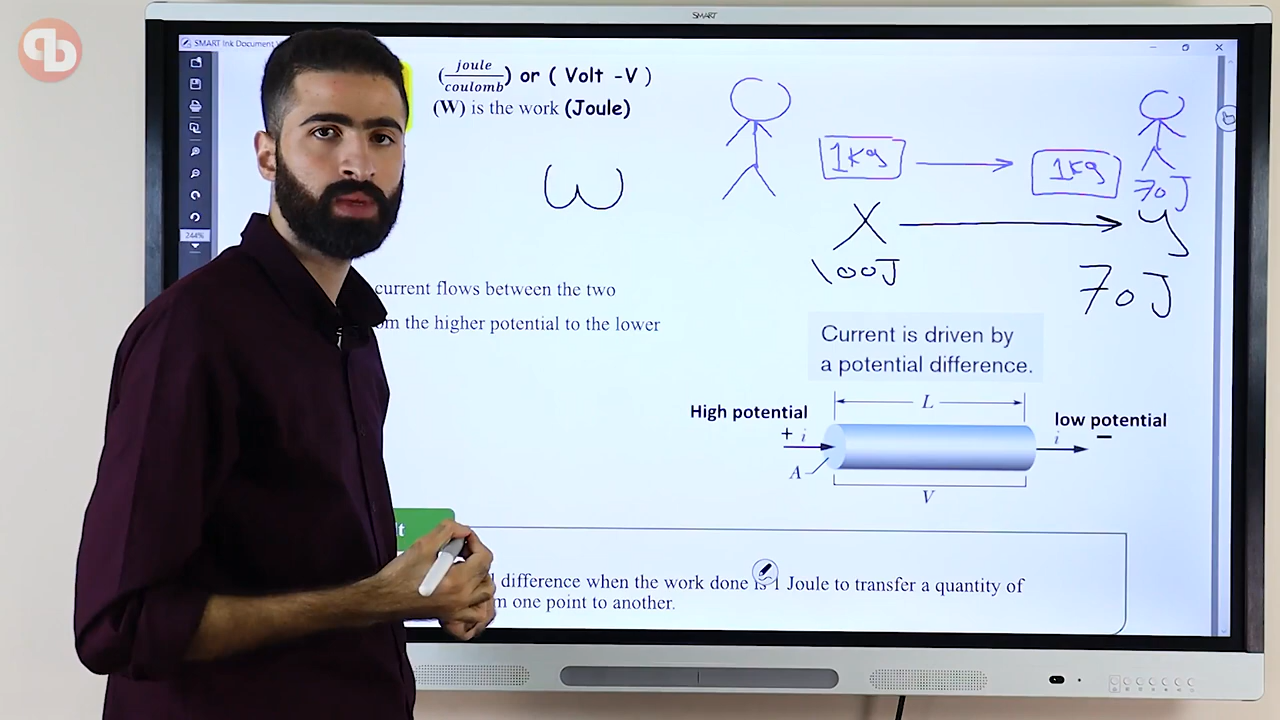 SMART
SMART Ink Document
(joule/coulomb) or ( Volt -V )
(W) is the work (Joule)
W
1Kg
1Kg
70J
X
y
100J
70J
current flows between the two
om the higher potential to the lower
Current is driven by
a potential difference.
L
High potential
low potential
+ i
i
–
A
V
t
difference when the work done is 1 Joule to transfer a quantity of
m one point to another.
244%